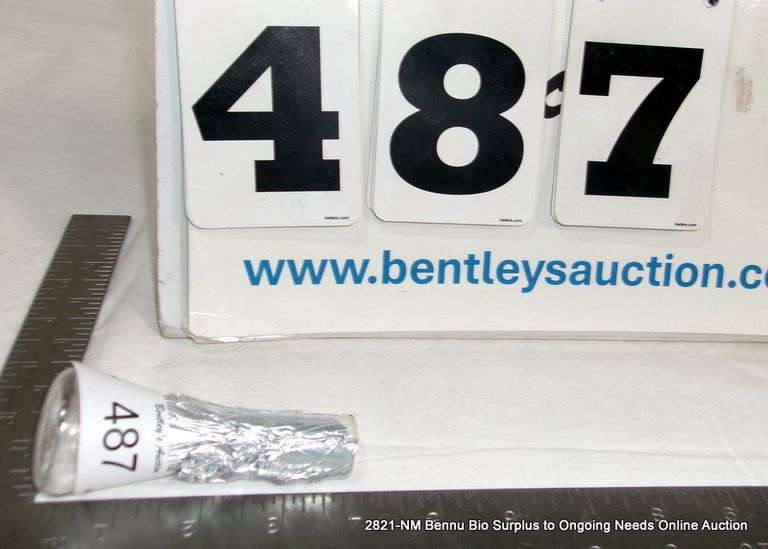 487
www.bentleysauction.co
487
2821-NM Bennu Bio Surplus to Ongoing Needs Online Auction